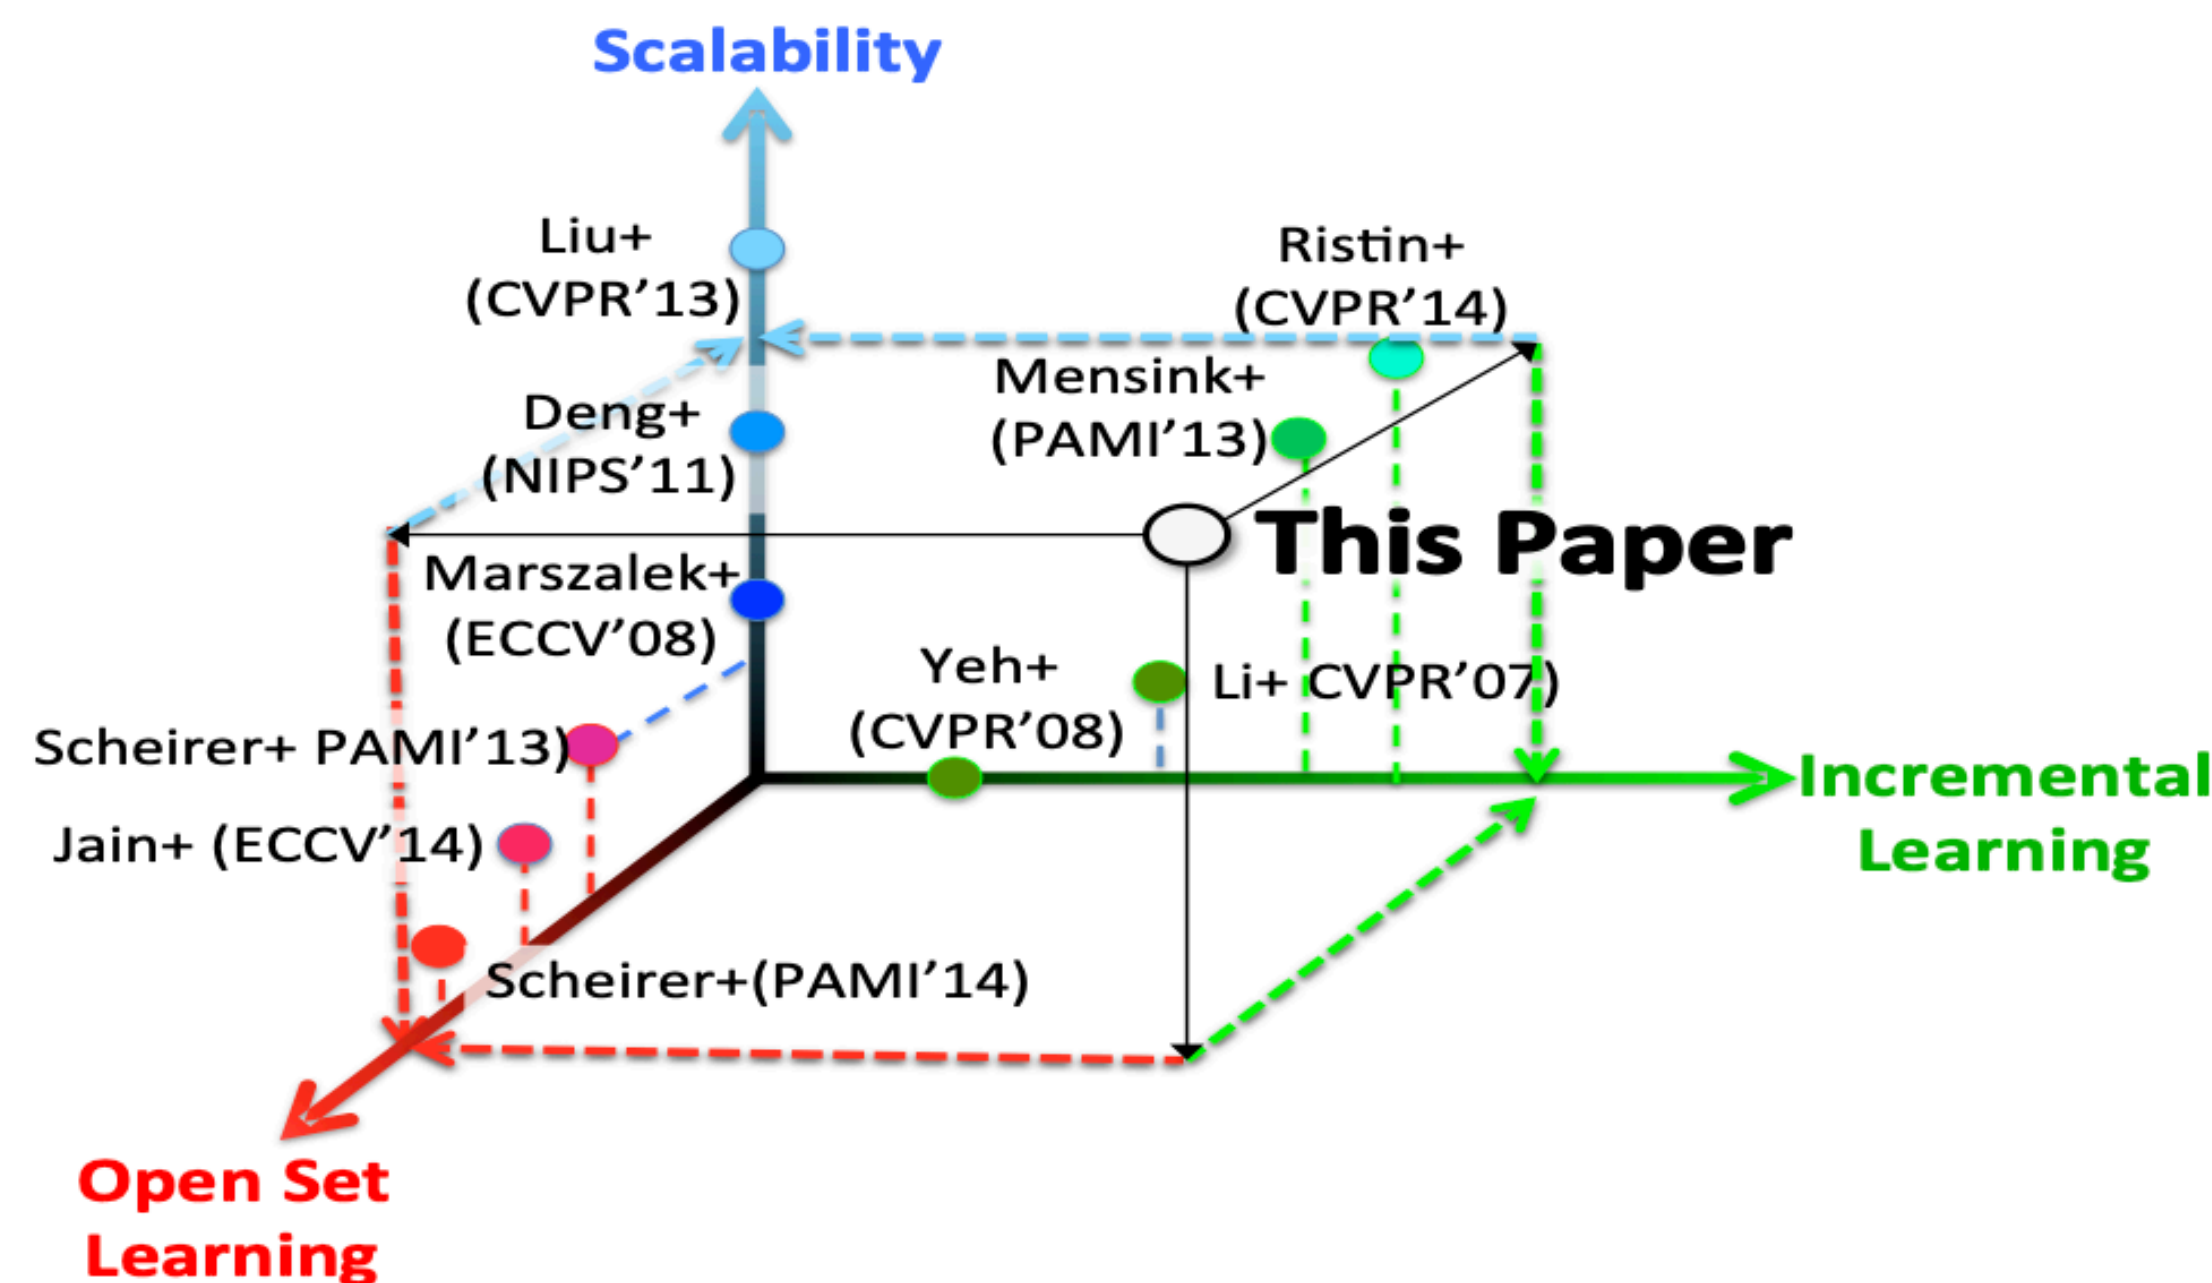 Scalability
Liu+
(CVPR’13)
Ristin+
(CVPR’14)
Mensink+
(PAMI’13)
Deng+
(NIPS’11)
This Paper
Marszalek+
(ECCV’08)
Yeh+
(CVPR’08)
Li+ CVPR’07)
Scheirer+ PAMI’13)
Incremental
Learning
Jain+ (ECCV’14)
Scheirer+(PAMI’14)
Open Set
Learning